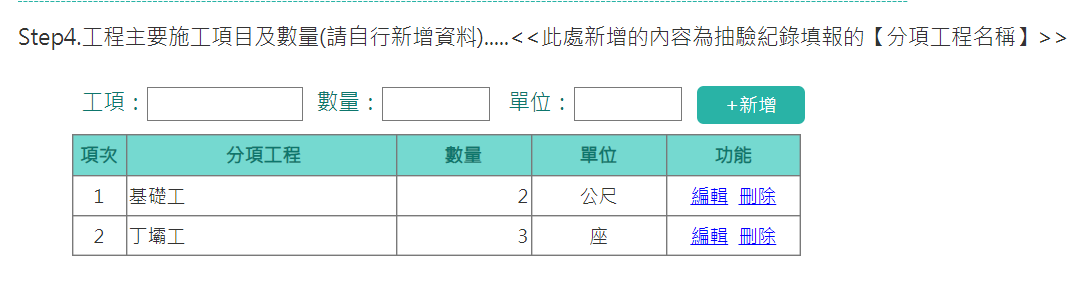 Step4.工程主要施工項目及數量(請自行新增資料).....<<此處新增的內容為抽驗紀錄填報的【分項工程名稱】>>
工項： 數量： 單位： +新增
項次 分項工程 數量 單位 功能
1 基礎工 2 公尺 編輯 刪除
2 丁壩工 3 座 編輯 刪除